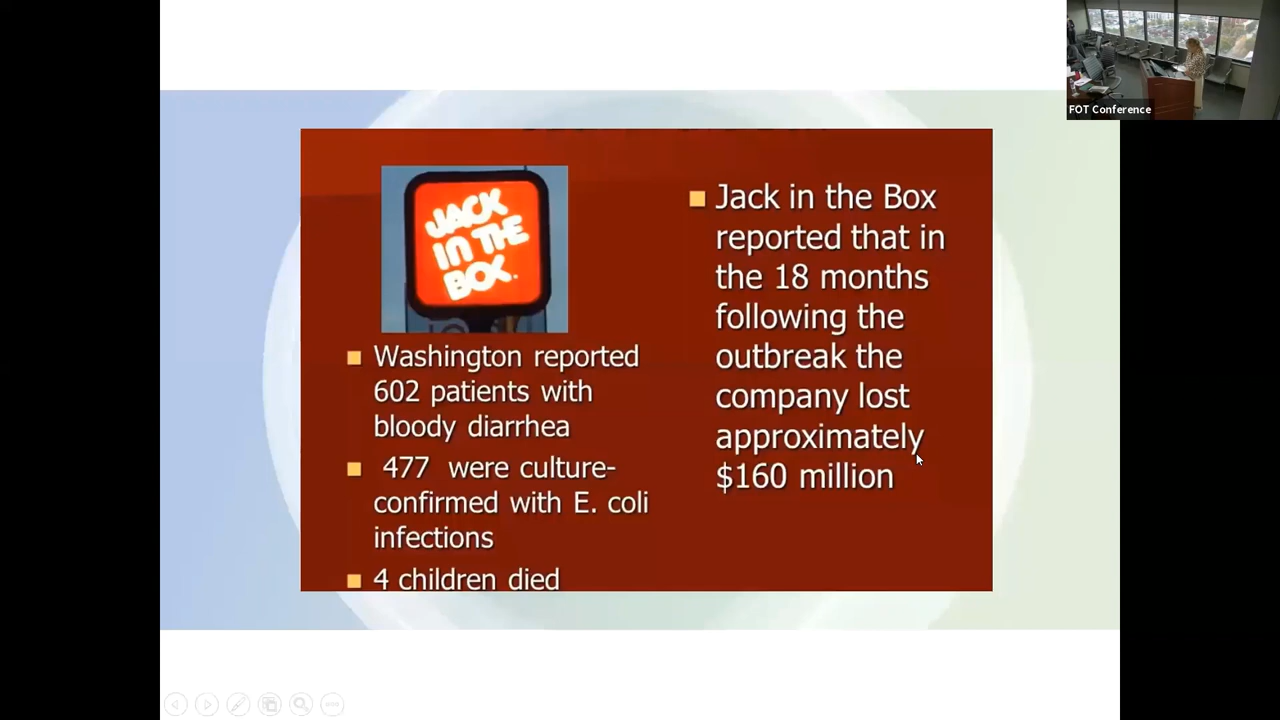 FOT Conference
JACK
IN THE
BOX.
Washington reported
602 patients with
bloody diarrhea
477 were culture-
confirmed with E. coli
infections
4 children died
Jack in the Box
reported that in
the 18 months
following the
outbreak the
company lost
approximately
$160 million